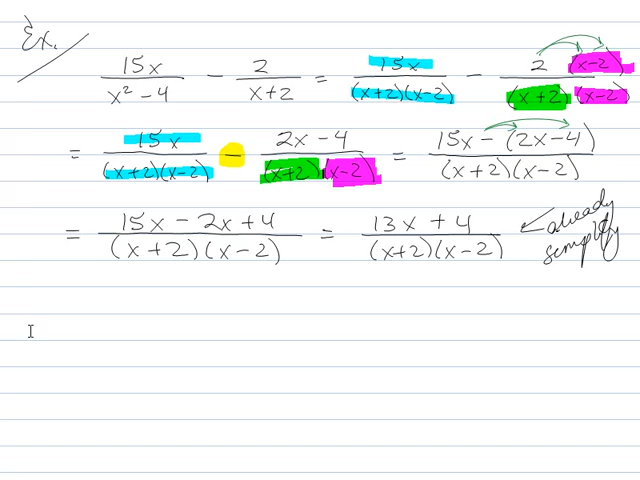 Ex.
15x / (x² − 4) − 2 / (x+2) = 15x / ((x+2)(x−2)) − 2(x−2) / ((x+2)(x−2))
= 15x / ((x+2)(x−2)) − (2x − 4) / ((x+2)(x−2)) = (15x − (2x−4)) / ((x+2)(x−2))
= (15x − 2x + 4) / ((x+2)(x−2)) = (13x + 4) / ((x+2)(x−2)) already
simplify